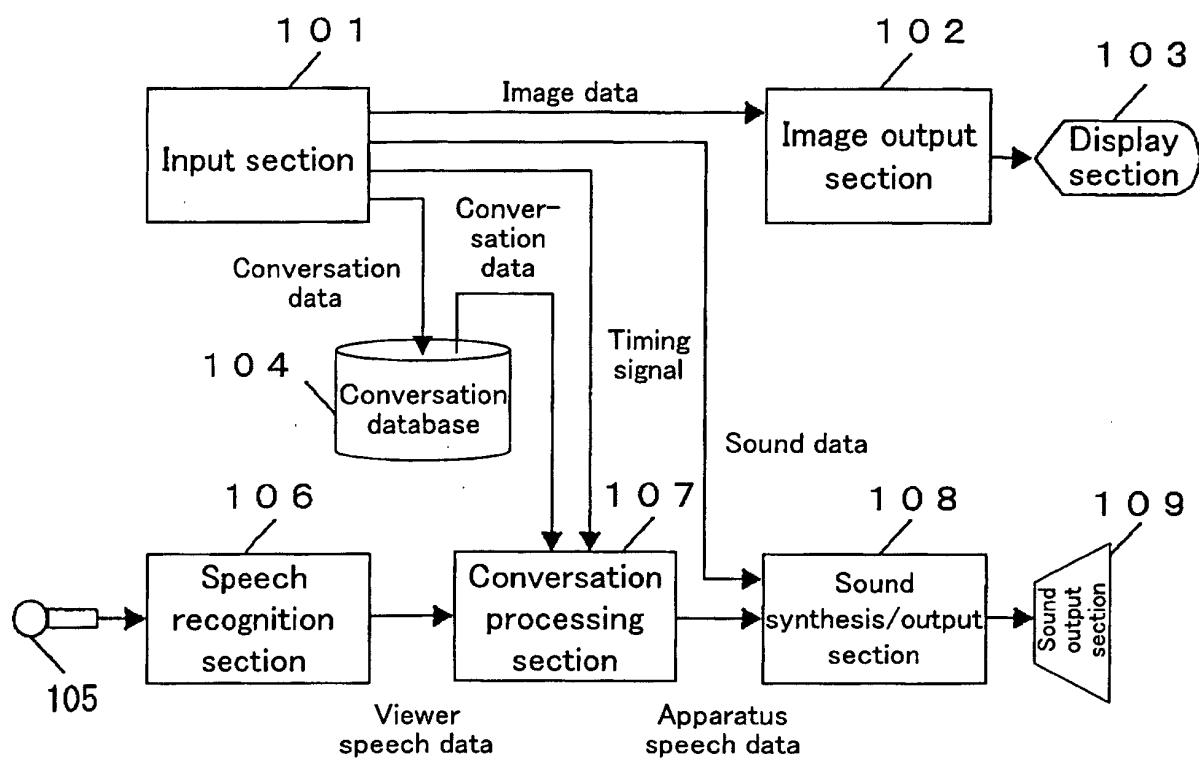 101
102
103
Image data
Input section
Image output
section
Display
section
Conver-
sation
data
Conversation
data
Timing
signal
104
Conversation
database
Sound data
106
107
108
109
Speech
recognition
section
Conversation
processing
section
Sound
synthesis/output
section
Sound
output
section
105
Viewer
speech data
Apparatus
speech data